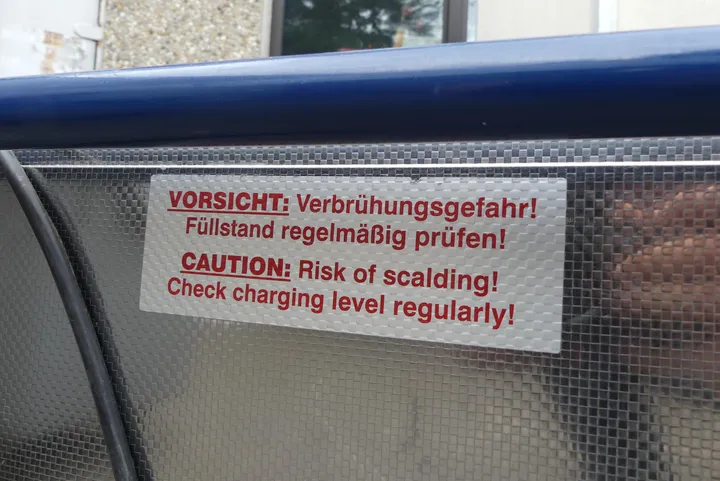 VORSICHT: Verbrühungsgefahr!
Füllstand regelmäßig prüfen!
CAUTION: Risk of scalding!
Check charging level regularly!